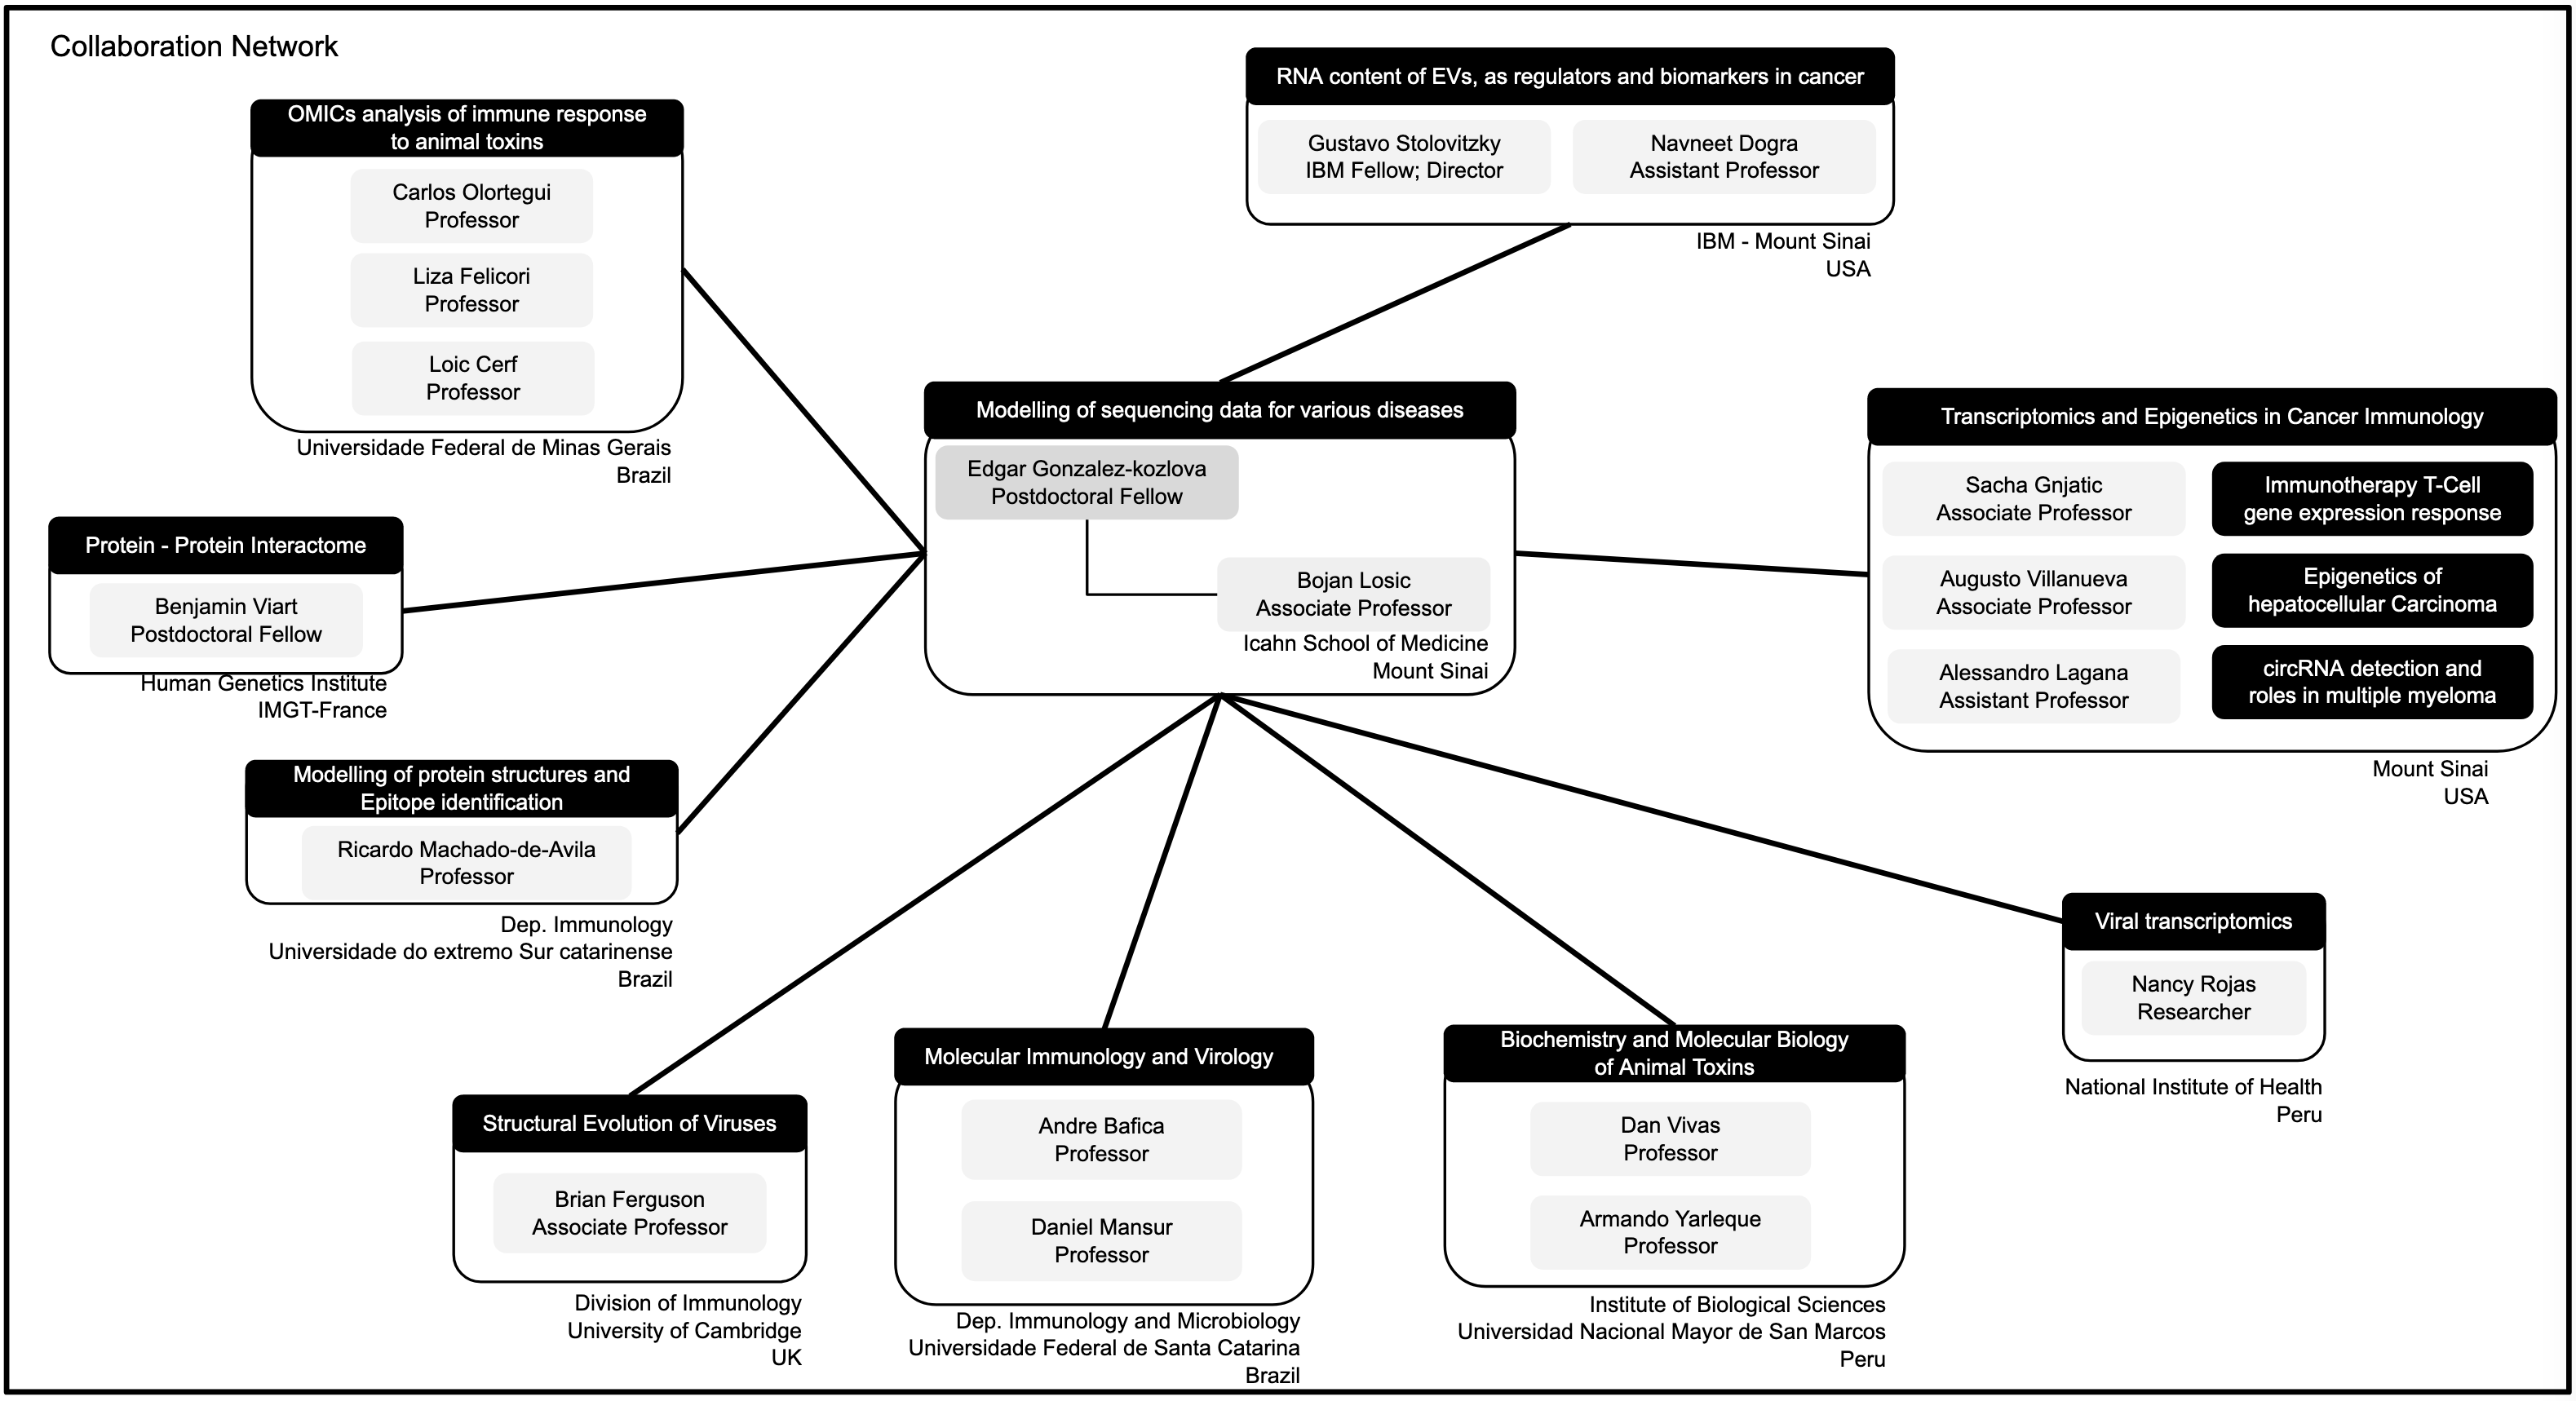 Collaboration Network
RNA content of EVs, as regulators and biomarkers in cancer
Gustavo Stolovitzky
IBM Fellow; Director
Navneet Dogra
Assistant Professor
IBM - Mount Sinai
USA
OMICs analysis of immune response
to animal toxins
Carlos Olortegui
Professor
Liza Felicori
Professor
Loic Cerf
Professor
Universidade Federal de Minas Gerais
Brazil
Modelling of sequencing data for various diseases
Edgar Gonzalez-kozlova
Postdoctoral Fellow
Bojan Losic
Associate Professor
Icahn School of Medicine
Mount Sinai
Transcriptomics and Epigenetics in Cancer Immunology
Sacha Gnjatic
Associate Professor
Immunotherapy T-Cell
gene expression response
Augusto Villanueva
Associate Professor
Epigenetics of
hepatocellular Carcinoma
Alessandro Lagana
Assistant Professor
circRNA detection and
roles in multiple myeloma
Mount Sinai
USA
Protein - Protein Interactome
Benjamin Viart
Postdoctoral Fellow
Human Genetics Institute
IMGT-France
Modelling of protein structures and
Epitope identification
Ricardo Machado-de-Avila
Professor
Dep. Immunology
Universidade do extremo Sur catarinense
Brazil
Viral transcriptomics
Nancy Rojas
Researcher
National Institute of Health
Peru
Structural Evolution of Viruses
Brian Ferguson
Associate Professor
Division of Immunology
University of Cambridge
UK
Molecular Immunology and Virology
Andre Bafica
Professor
Daniel Mansur
Professor
Dep. Immunology and Microbiology
Universidade Federal de Santa Catarina
Brazil
Biochemistry and Molecular Biology
of Animal Toxins
Dan Vivas
Professor
Armando Yarleque
Professor
Institute of Biological Sciences
Universidad Nacional Mayor de San Marcos
Peru